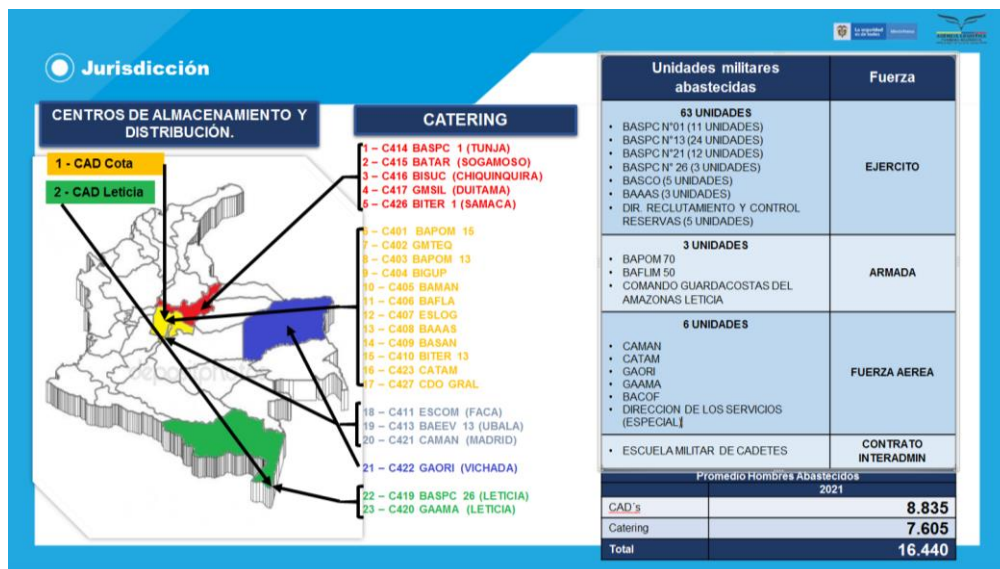 Jurisdicción
CENTROS DE ALMACENAMIENTO Y
DISTRIBUCIÓN.
1 - CAD Cota
2 - CAD Leticia
CATERING
1 – C414 BASPC 1 (TUNJA)
2 – C415 BATAR (SOGAMOSO)
3 – C416 BISUC (CHIQUINQUIRA)
4 – C417 GMSIL (DUITAMA)
5 – C426 BITER 1 (SAMACA)
6 – C401 BAPOM 15
7 – C402 GMTEQ
8 – C403 BAPOM 13
9 – C404 BIGUP
10 – C405 BAMAN
11 – C406 BAFLA
12 – C407 ESLOG
13 – C408 BAAAS
14 – C409 BASAN
15 – C410 BITER 13
16 – C423 CATAM
17 – C427 CDO GRAL
18 – C411 ESCOM (FACA)
19 – C413 BAEEV 13 (UBALA)
20 – C421 CAMAN (MADRID)
21 – C422 GAORI (VICHADA)
22 – C419 BASPC 26 (LETICIA)
23 – C420 GAAMA (LETICIA)
Unidades militares
abastecidas
Fuerza
63 UNIDADES
• BASPC N°01 (11 UNIDADES)
• BASPC N°13 (24 UNIDADES)
• BASPC N°21 (12 UNIDADES)
• BASPC N° 26 (3 UNIDADES)
• BASCO (5 UNIDADES)
• BAAAS (3 UNIDADES)
• DIR. RECLUTAMIENTO Y CONTROL
RESERVAS (5 UNIDADES)
EJERCITO
3 UNIDADES
• BAPOM 70
• BAFLIM 50
• COMANDO GUARDACOSTAS DEL
AMAZONAS LETICIA
ARMADA
6 UNIDADES
• CAMAN
• CATAM
• GAORI
• GAAMA
• BACOF
• DIRECCION DE LOS SERVICIOS
(ESPECIAL)
FUERZA AEREA
• ESCUELA MILITAR DE CADETES
CONTRATO
INTERADMIN
Promedio Hombres Abastecidos
2021
CAD´s 8.835
Catering 7.605
Total 16.440